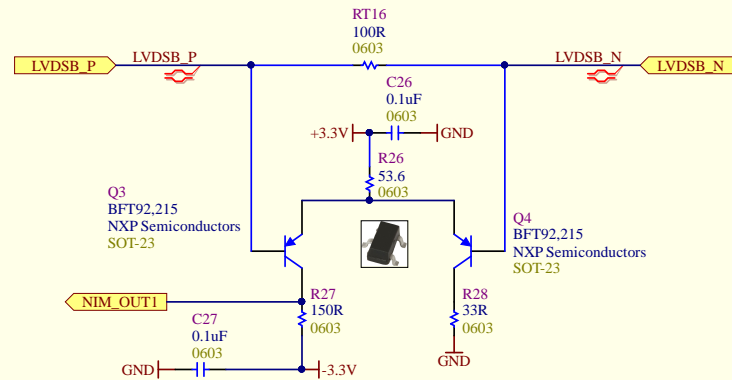 RT16
100R
0603
LVDSB_P
LVDSB_P
LVDSB_N
LVDSB_N
C26
0.1uF
0603
+3.3V
GND
R26
53.6
0603
Q3
BFT92,215
NXP Semiconductors
SOT-23
Q4
BFT92,215
NXP Semiconductors
SOT-23
NIM_OUT1
R27
150R
0603
R28
33R
0603
C27
0.1uF
0603
GND
-3.3V
GND